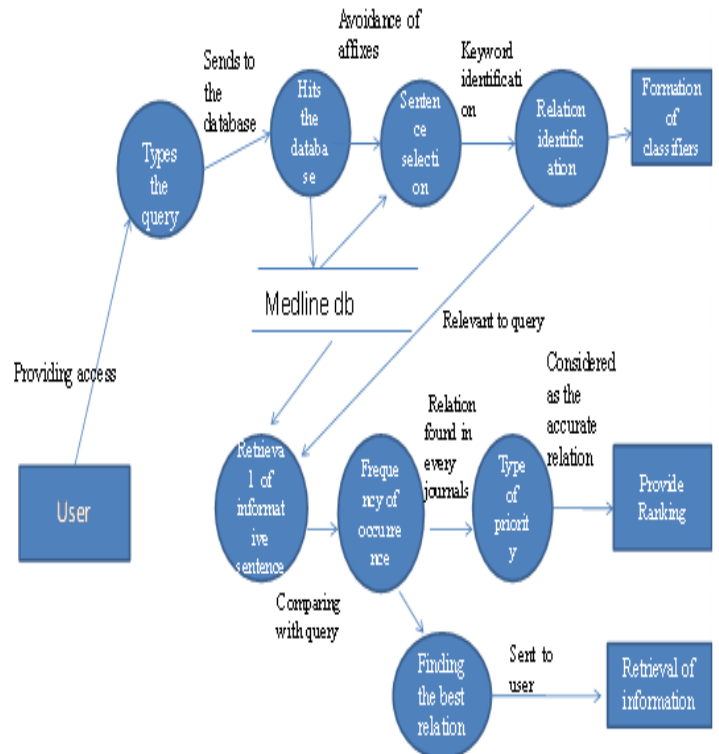 Avoidance of
affixes
Sends to
the
database
Keyword
identificati
on
Types
the
query
Hits
the
databa
se
Senten
ce
selecti
on
Relation
identific
ation
Formation
of
classifiers
Medline db
Relevant to query
Providing access
Considered
as the
accurate
relation
Relation
found in
every
journals
User
Retrieva
l of
informat
ive
sentence
Frequen
cy of
occurre
nce
Type
of
priorit
y
Provide
Ranking
Comparing
with query
Finding
the best
relation
Sent to
user
Retrieval of
information